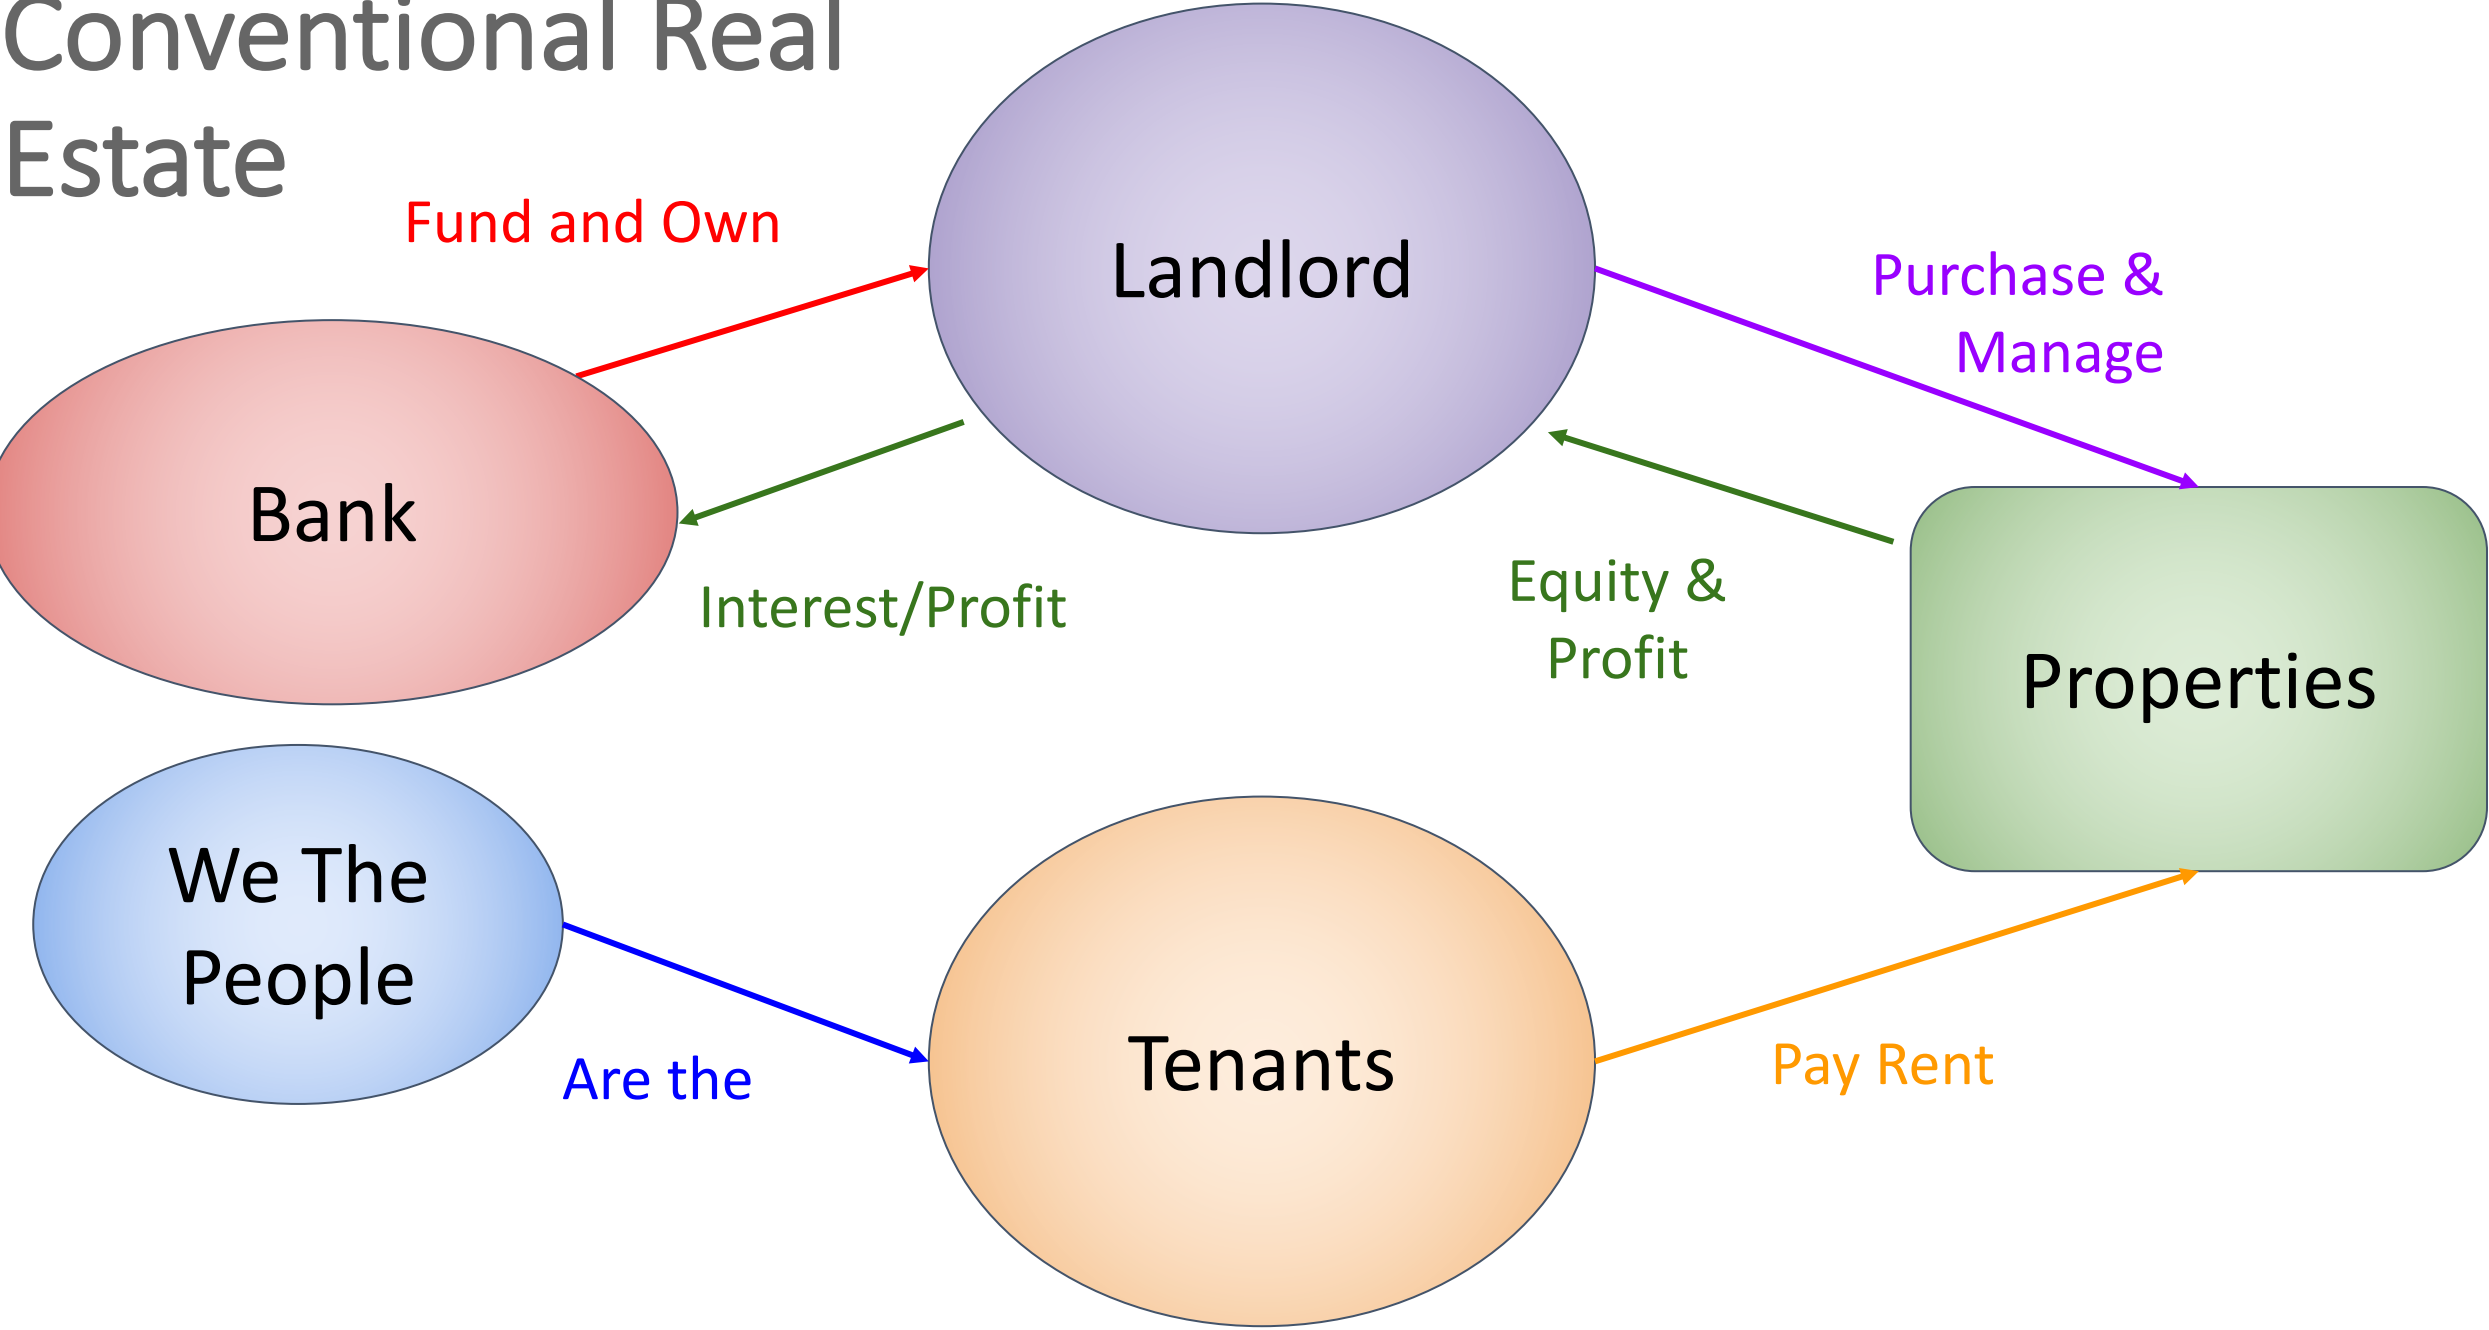 Conventional Real
Estate
Fund and Own
Landlord
Purchase &
Manage
Bank
Interest/Profit
Equity &
Profit
Properties
We The
People
Are the
Tenants
Pay Rent